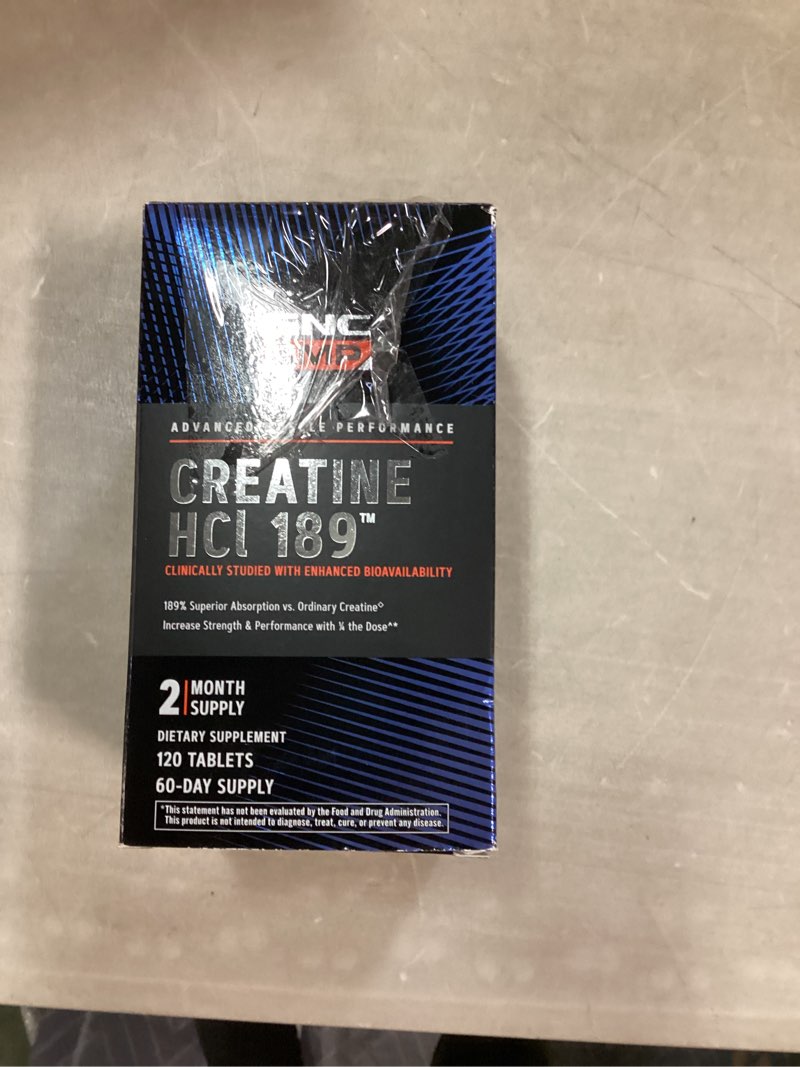 GNC
AMP
ADVANCED MUSCLE PERFORMANCE
CREATINE
HCl 189™
CLINICALLY STUDIED WITH ENHANCED BIOAVAILABILITY
189% Superior Absorption vs. Ordinary Creatine◇
Increase Strength & Performance with ¼ the Dose^*
2 MONTH
SUPPLY
DIETARY SUPPLEMENT
120 TABLETS
60-DAY SUPPLY
*This statement has not been evaluated by the Food and Drug Administration.
This product is not intended to diagnose, treat, cure, or prevent any disease.